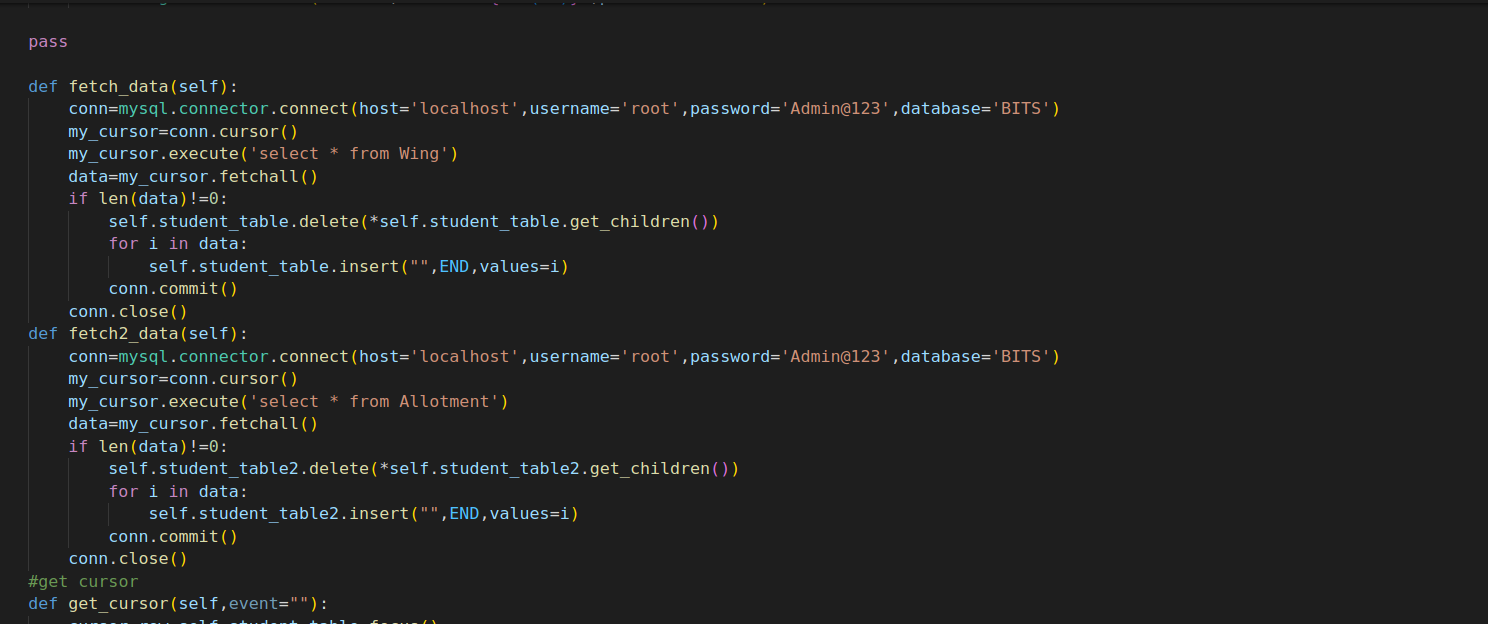 pass
def fetch_data(self):
    conn=mysql.connector.connect(host='localhost',username='root',password='Admin@123',database='BITS')
    my_cursor=conn.cursor()
    my_cursor.execute('select * from Wing')
    data=my_cursor.fetchall()
    if len(data)!=0:
        self.student_table.delete(*self.student_table.get_children())
        for i in data:
            self.student_table.insert("",END,values=i)
        conn.commit()
    conn.close()
def fetch2_data(self):
    conn=mysql.connector.connect(host='localhost',username='root',password='Admin@123',database='BITS')
    my_cursor=conn.cursor()
    my_cursor.execute('select * from Allotment')
    data=my_cursor.fetchall()
    if len(data)!=0:
        self.student_table2.delete(*self.student_table2.get_children())
        for i in data:
            self.student_table2.insert("",END,values=i)
        conn.commit()
    conn.close()
#get cursor
def get_cursor(self,event=""):